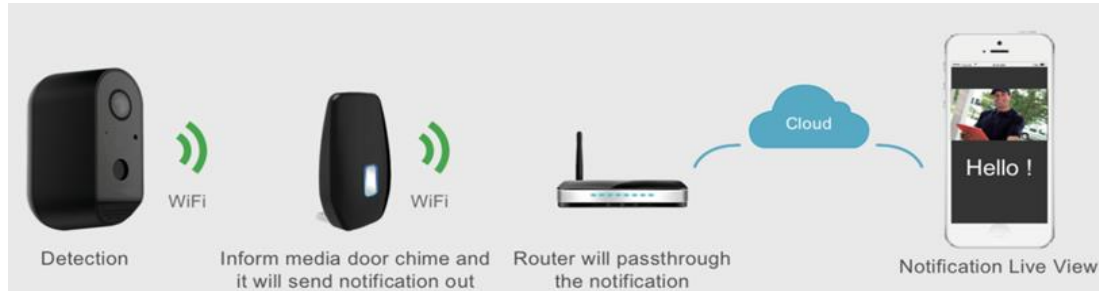 Cloud
Hello !
WiFi
WiFi
Detection
Inform media door chime and
it will send notification out
Router will passthrough
the notification
Notification Live View